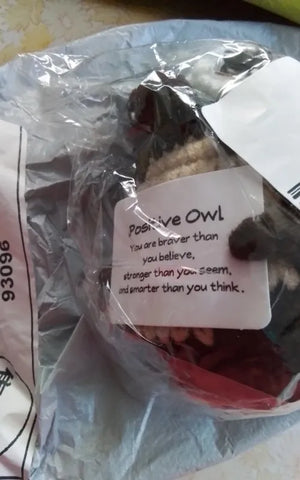 Positive Owl
You are braver than
you believe,
stronger than you seem,
and smarter than you think.
93096